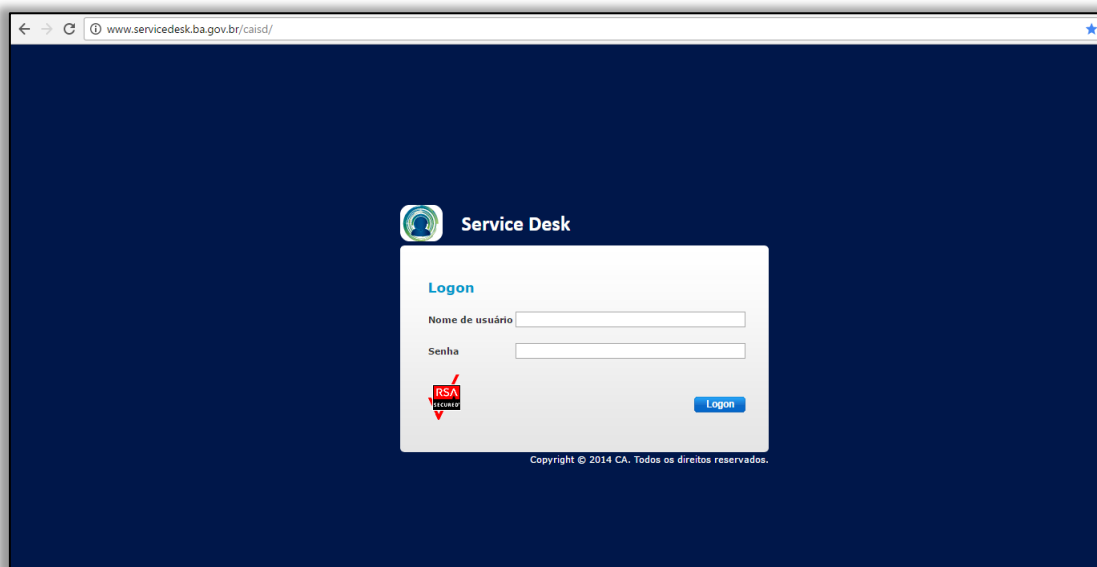 www.servicedesk.ba.gov.br/caisd/
Service Desk
Logon
Nome de usuário
Senha
RSA
SECURED
Logon
Copyright © 2014 CA. Todos os direitos reservados.